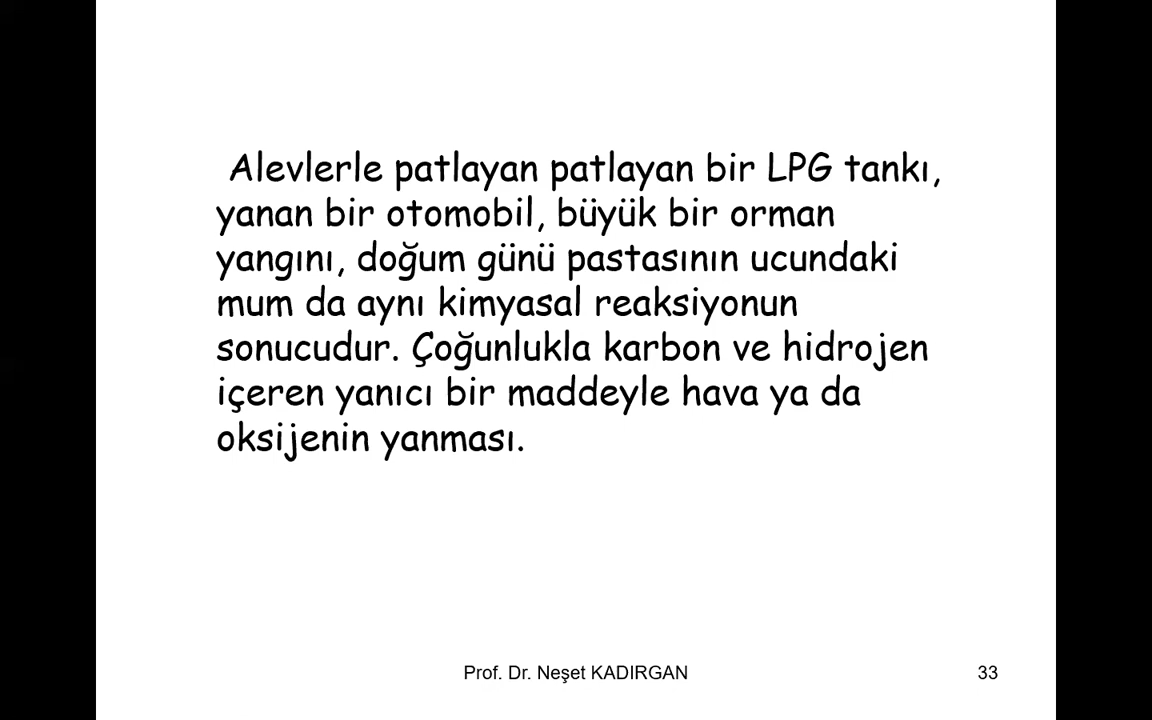 Alevlerle patlayan patlayan bir LPG tankı,
yanan bir otomobil, büyük bir orman
yangını, doğum günü pastasının ucundaki
mum da aynı kimyasal reaksiyonun
sonucudur. Çoğunlukla karbon ve hidrojen
içeren yanıcı bir maddeyle hava ya da
oksijenin yanması.
Prof. Dr. Neşet KADIRGAN
33